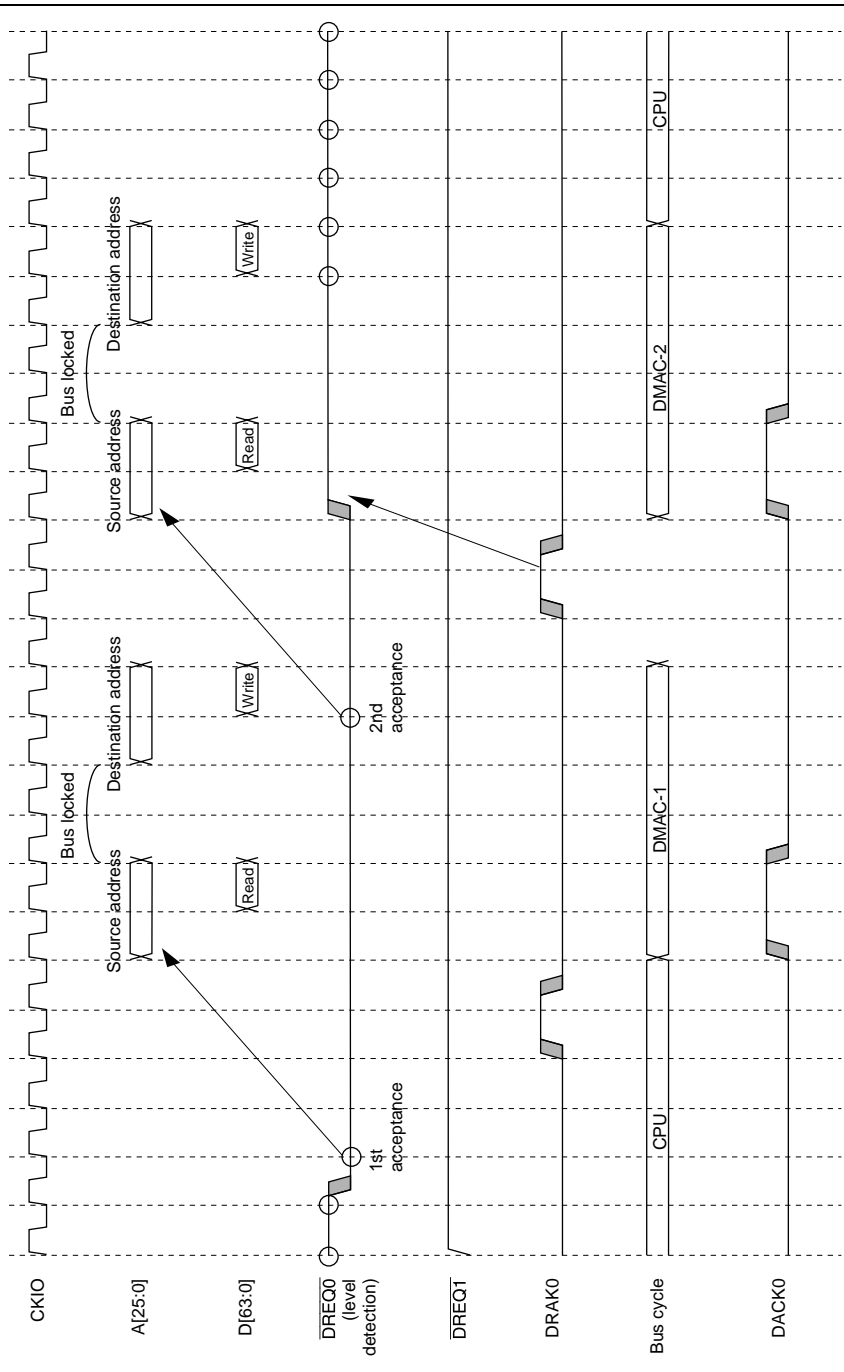 CKIO
Bus locked
Bus locked
Source address
Destination address
Source address
Destination address
A[25:0]
D[63:0]
Read
Write
Read
Write
DREQ0
(level
detection)
1st
acceptance
2nd
acceptance
DREQ1
DRAK0
Bus cycle
CPU
DMAC-1
DMAC-2
CPU
DACK0